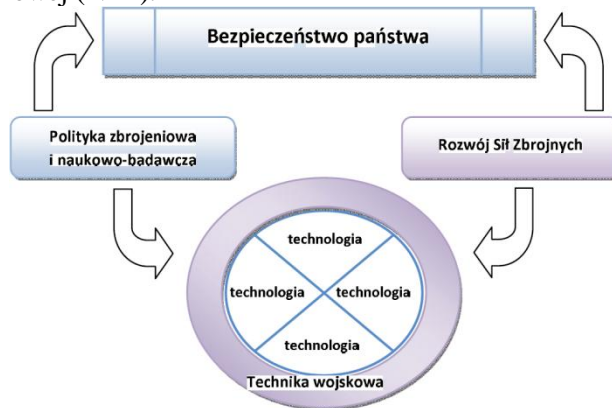 Bezpieczeństwo państwa
Polityka zbrojeniowa
i naukowo-badawcza
Rozwój Sił Zbrojnych
technologia
technologia
technologia
technologia
Technika wojskowa